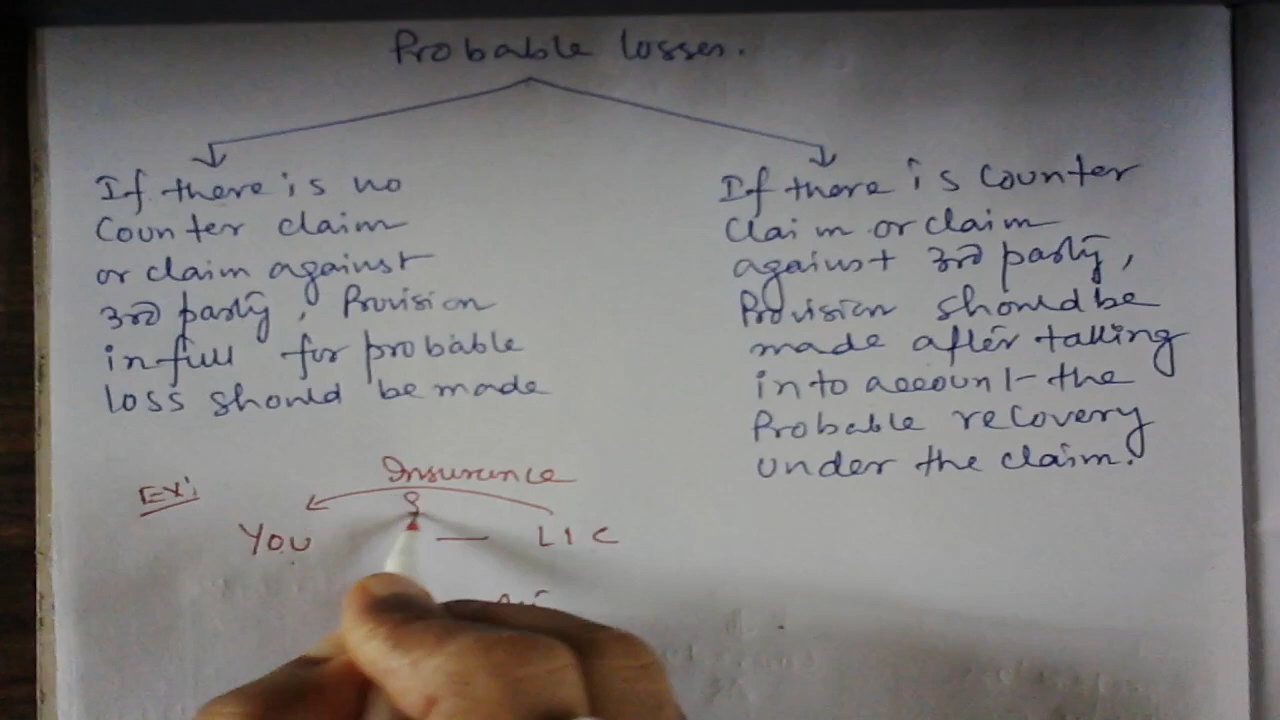 Probable losses.
If there is no
Counter claim
or claim against
3rd party, Provision
in full for probable
loss should be made
If there is Counter
Claim or claim
against 3rd party,
Provision should be
made after taking
into account the
Probable recovery
under the claim.
Ex:
Insurance
You — LIC